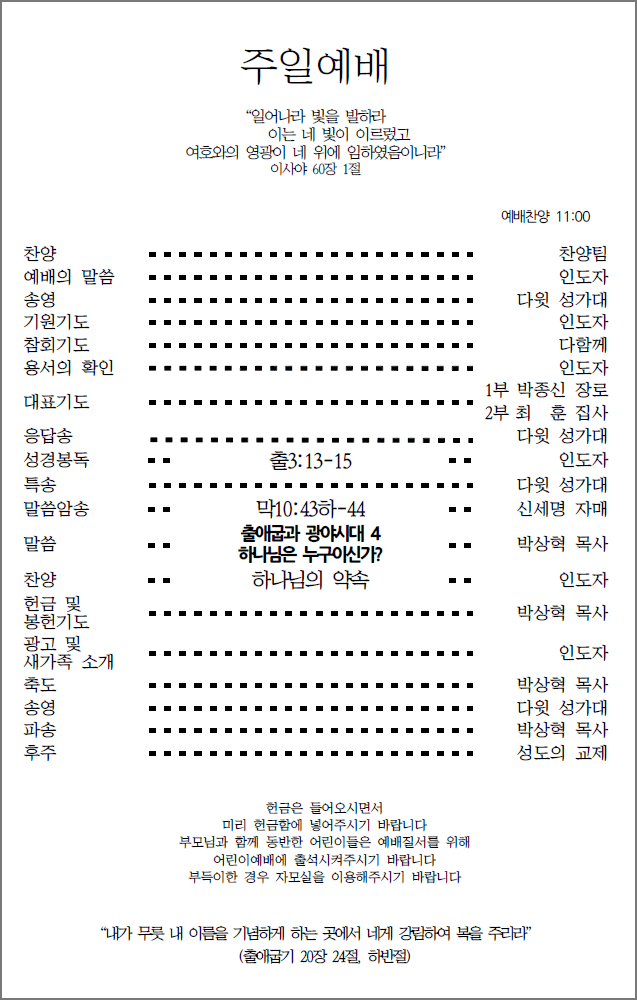 주일예배
“일어나라 빛을 발하라
이는 네 빛이 이르렀고
여호와의 영광이 네 위에 임하였음이니라”
이사야 60장 1절
예배찬양 11:00
찬양 찬양팀
예배의 말씀 인도자
송영 다윗 성가대
기원기도 인도자
참회기도 다함께
용서의 확인 인도자
대표기도 1부 박종신 장로
2부 최 훈 집사
응답송 다윗 성가대
성경봉독 출3:13-15 인도자
특송 다윗 성가대
말씀암송 막10:43하-44 신세명 자매
출애굽과 광야시대 4
말씀 하나님은 누구이신가? 박상혁 목사
찬양 하나님의 약속 인도자
헌금 및
봉헌기도 박상혁 목사
광고 및
새가족 소개 인도자
축도 박상혁 목사
송영 다윗 성가대
파송 박상혁 목사
후주 성도의 교제
헌금은 들어오시면서
미리 헌금함에 넣어주시기 바랍니다
부모님과 함께 동반한 어린이들은 예배질서를 위해
어린이예배에 출석시켜주시기 바랍니다
부득이한 경우 자모실을 이용해주시기 바랍니다
“내가 무릇 내 이름을 기념하게 하는 곳에서 네게 강림하여 복을 주리라”
(출애굽기 20장 24절, 하반절)